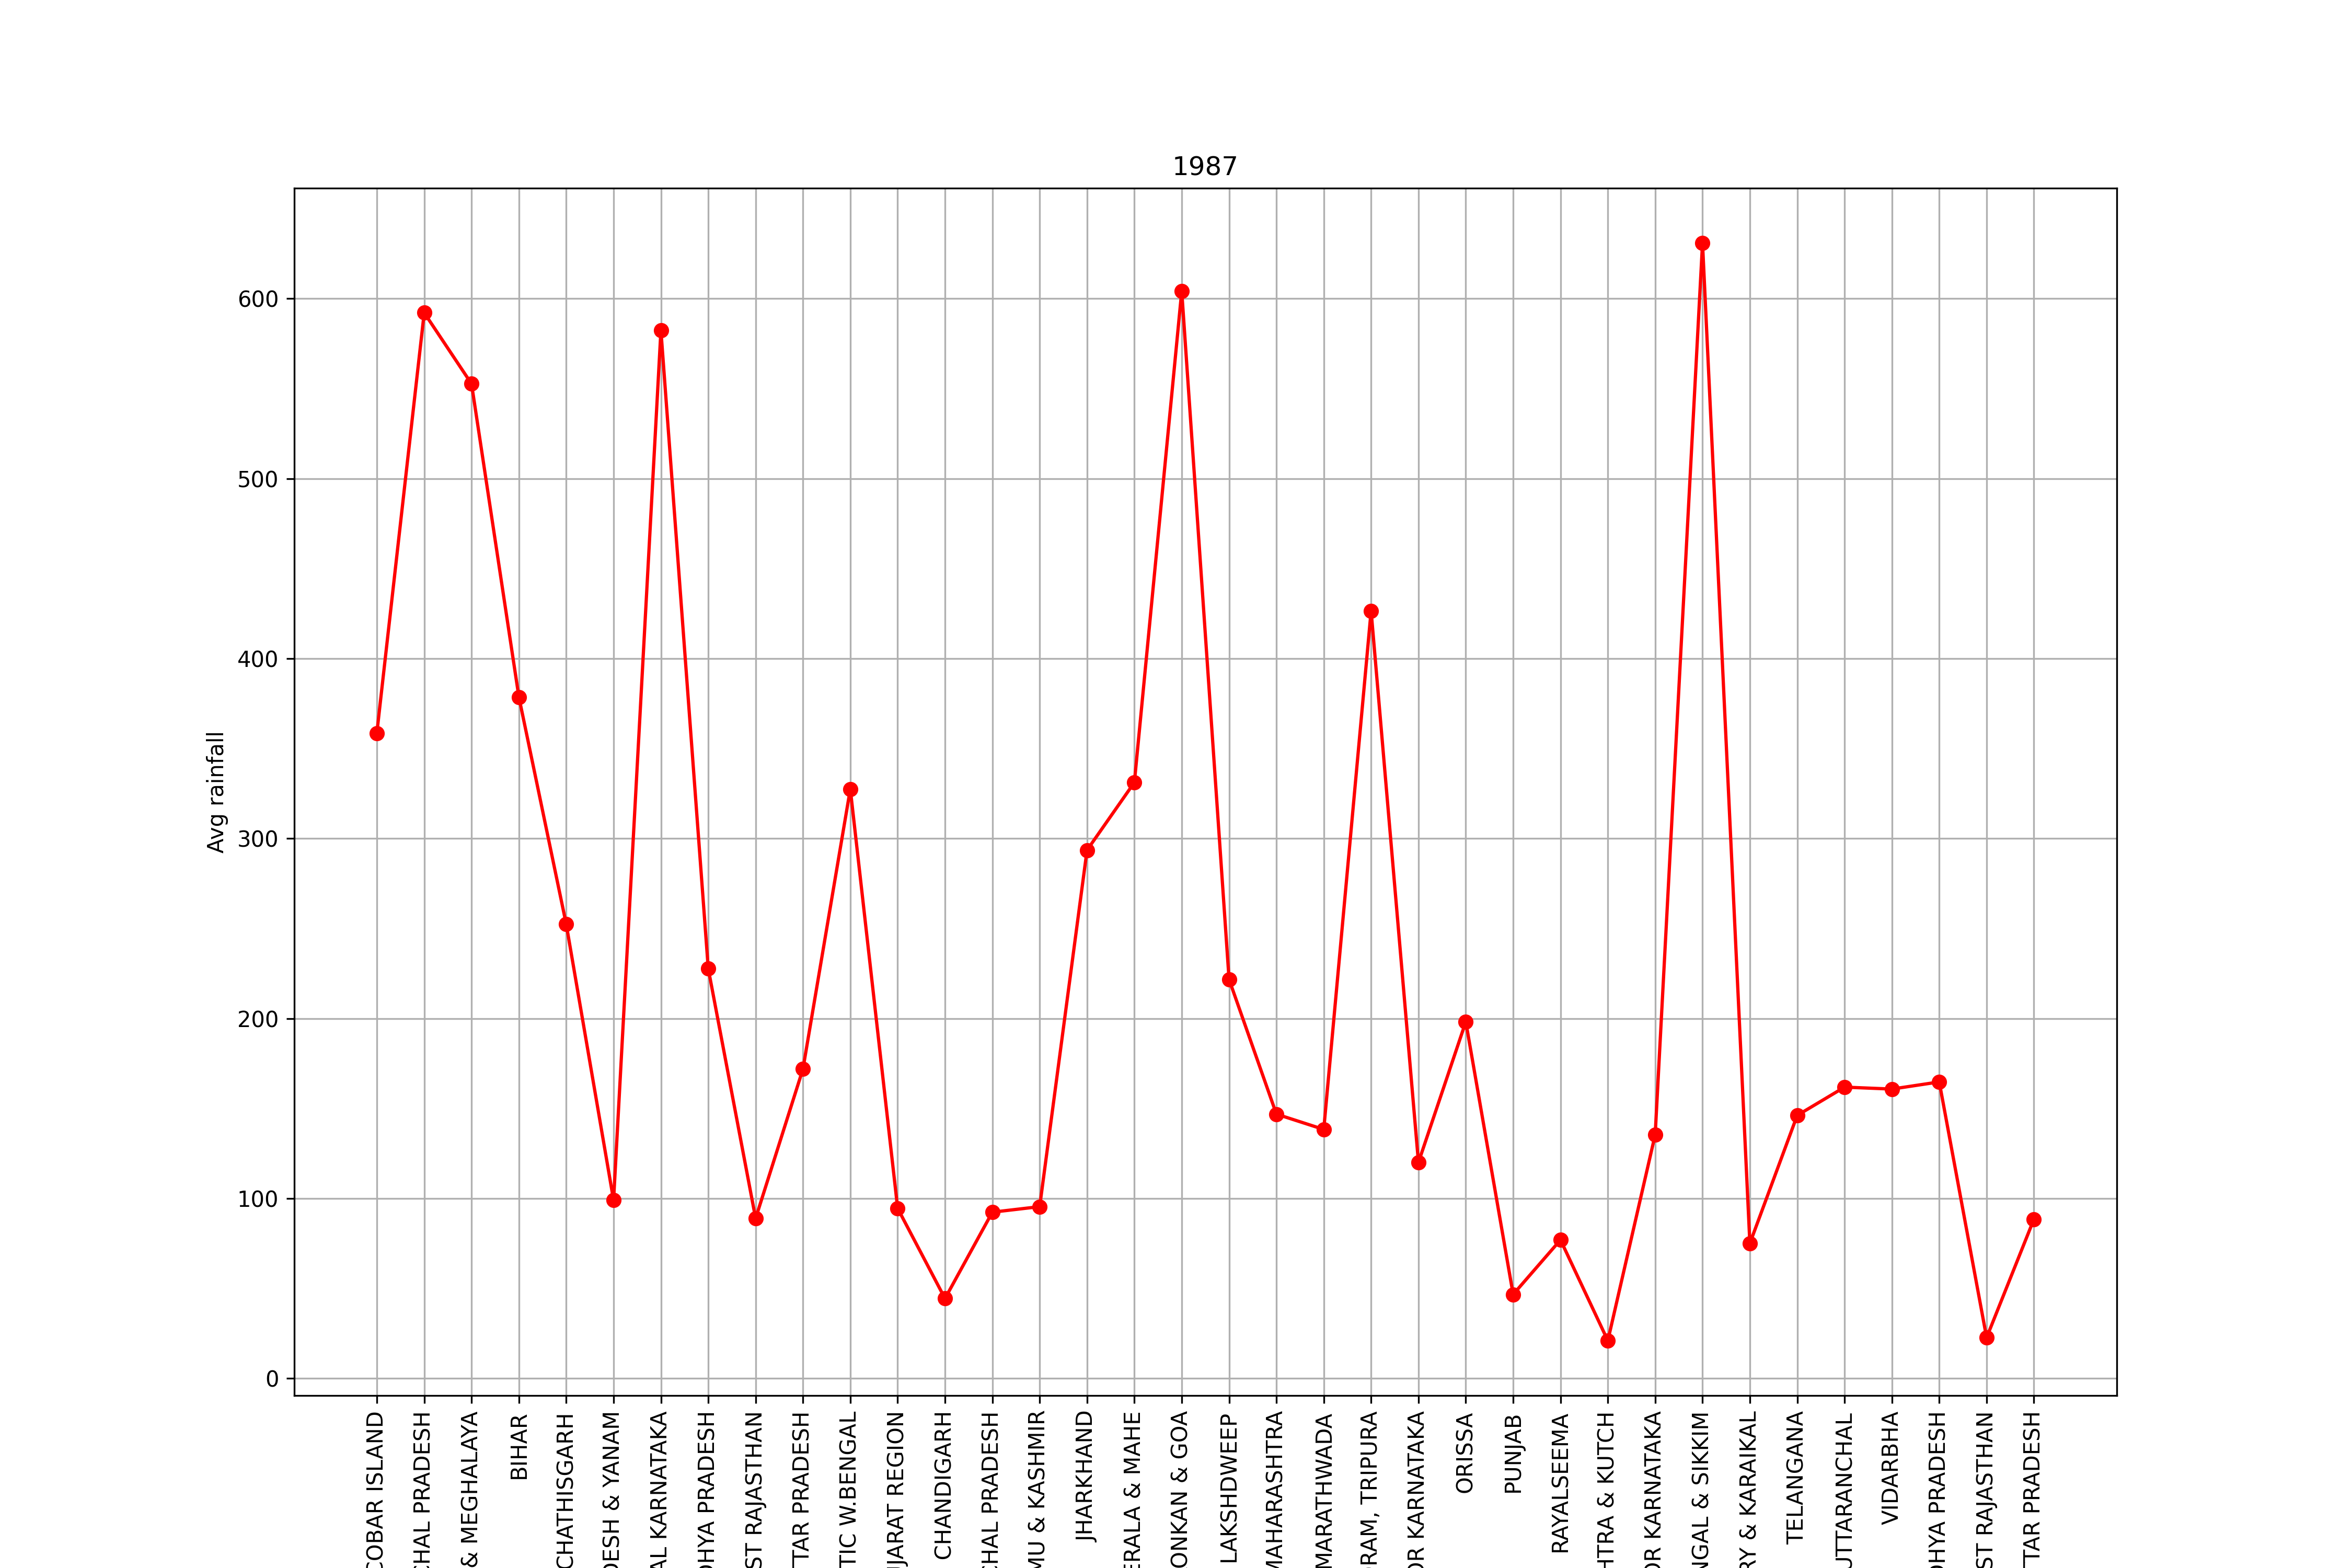 1987
Avg rainfall
600
500
400
300
200
100
0
COBAR ISLAND
CHAL PRADESH
& MEGHALAYA
BIHAR
CHATHISGARH
DESH & YANAM
AL KARNATAKA
DHYA PRADESH
ST RAJASTHAN
TTAR PRADESH
TIC W.BENGAL
JARAT REGION
CHANDIGARH
CHAL PRADESH
MU & KASHMIR
JHARKHAND
ERALA & MAHE
ONKAN & GOA
LAKSHDWEEP
MAHARASHTRA
MARATHWADA
RAM, TRIPURA
OR KARNATAKA
ORISSA
PUNJAB
RAYALSEEMA
HTRA & KUTCH
OR KARNATAKA
NGAL & SIKKIM
RY & KARAIKAL
TELANGANA
UTTARANCHAL
VIDARBHA
DHYA PRADESH
ST RAJASTHAN
TTAR PRADESH